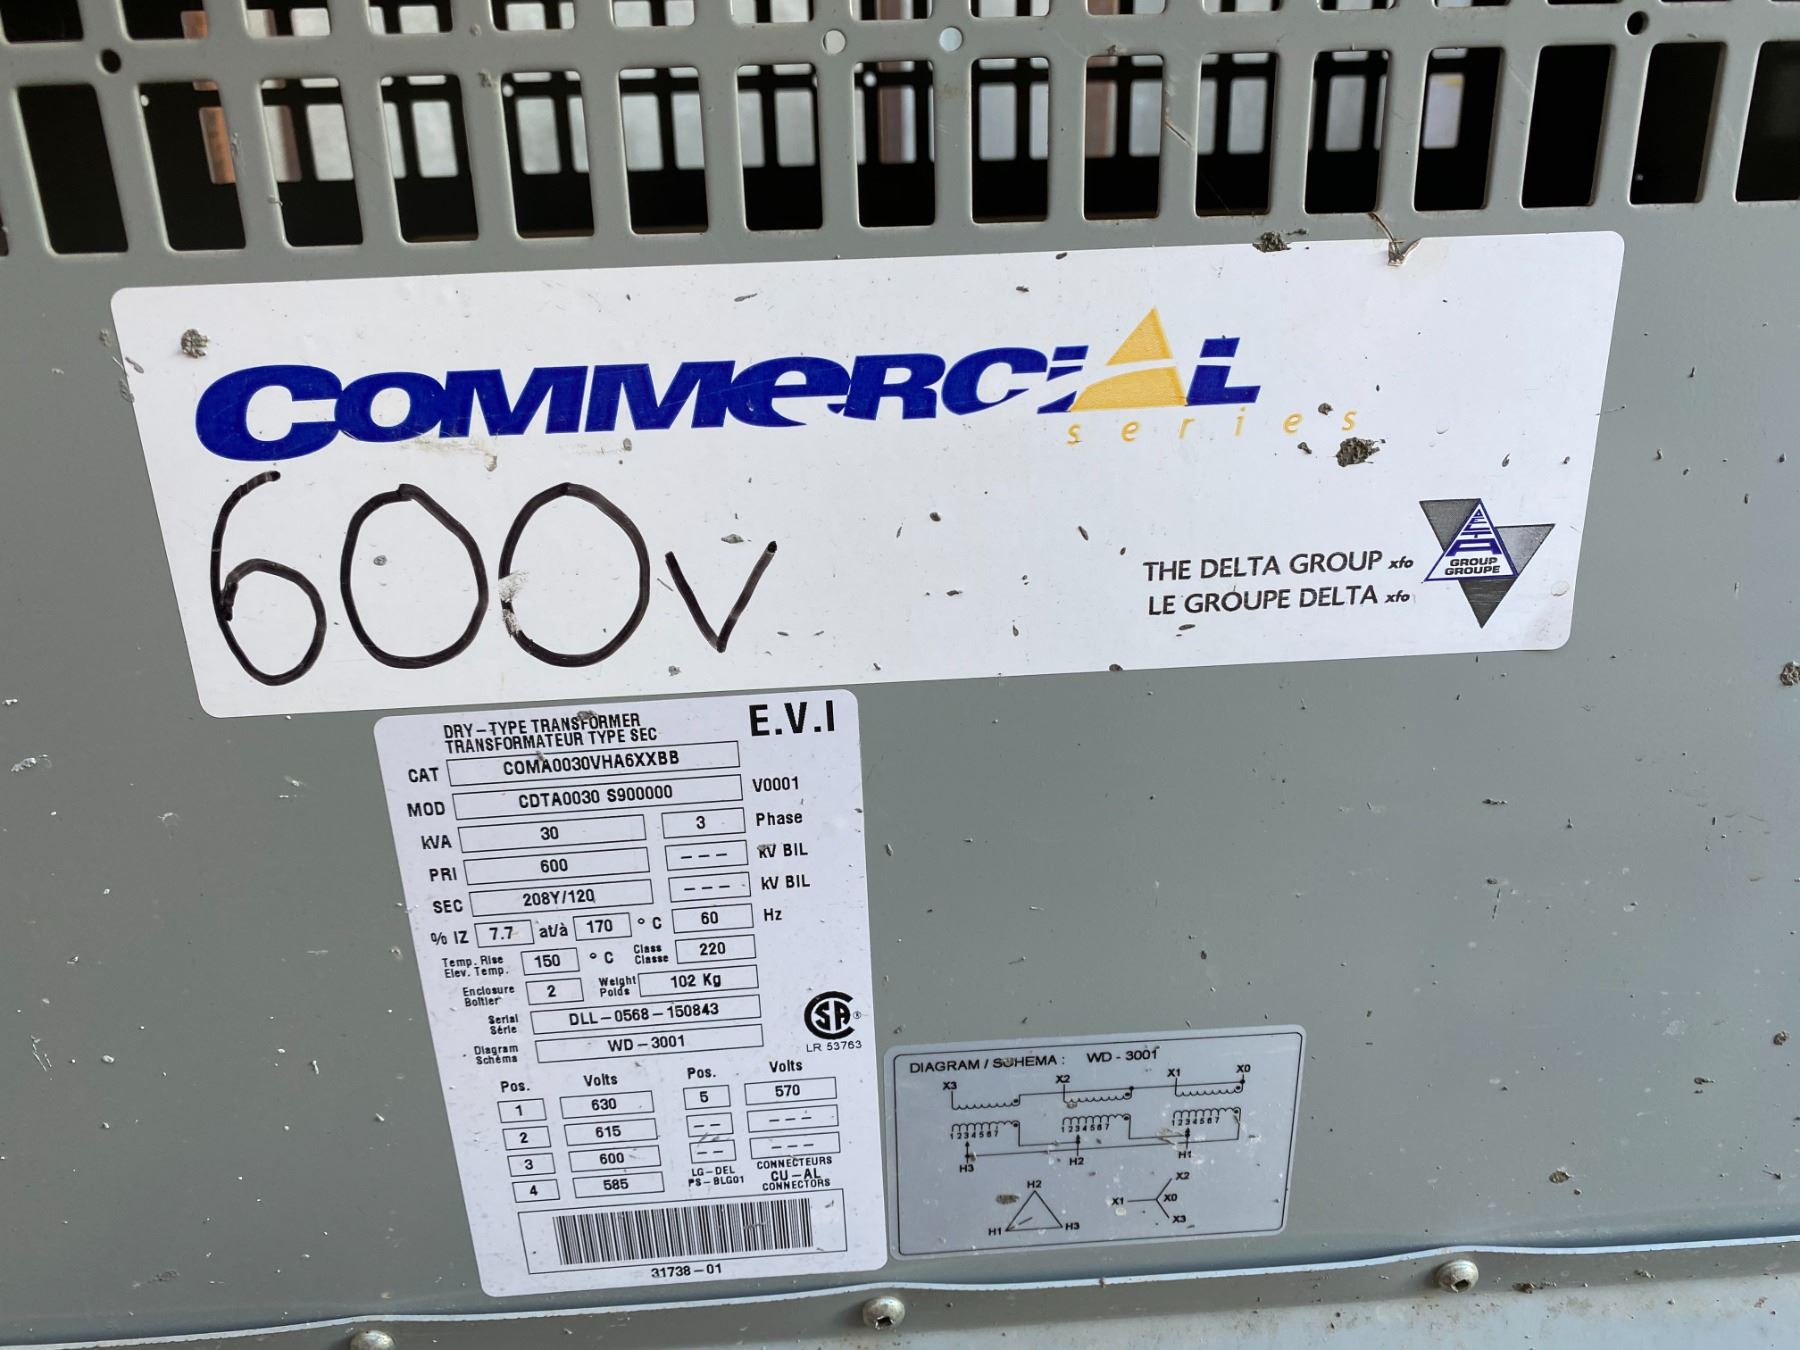 COMMERCIAL
series
600v
THE DELTA GROUP xfo
LE GROUPE DELTA xfo
DELTA
GROUP
GROUPE
DRY-TYPE TRANSFORMER
TRANSFORMATEUR TYPE SEC
E.V.I
CAT COMA0030VHA6XXBB
MOD CDTA0030 S900000 V0001
kVA 30 3 Phase
PRI 600 --- kV BIL
SEC 208Y/120 --- kV BIL
% IZ 7.7 at/à 170 °C 60 Hz
Temp. Rise
Elev. Temp. 150 °C Class
Classe 220
Enclosure
Boîtier 2 Weight
Poids 102 Kg
Serial
Série DLL-0568-150843
Diagram
Schéma WD-3001
LR 53763
Pos. Volts Pos. Volts
1 630 5 570
2 615 -- ---
3 600 -- ---
4 585 LG-DEL
PS-BLG01
CONNECTEURS
CU-AL
CONNECTORS
31738-01
DIAGRAM / SCHEMA : WD - 3001
X3 X2 X1 X0
1234567 1234567 1234567
H3 H2 H1
H2
H1 H3
X2
X1 X0
X3